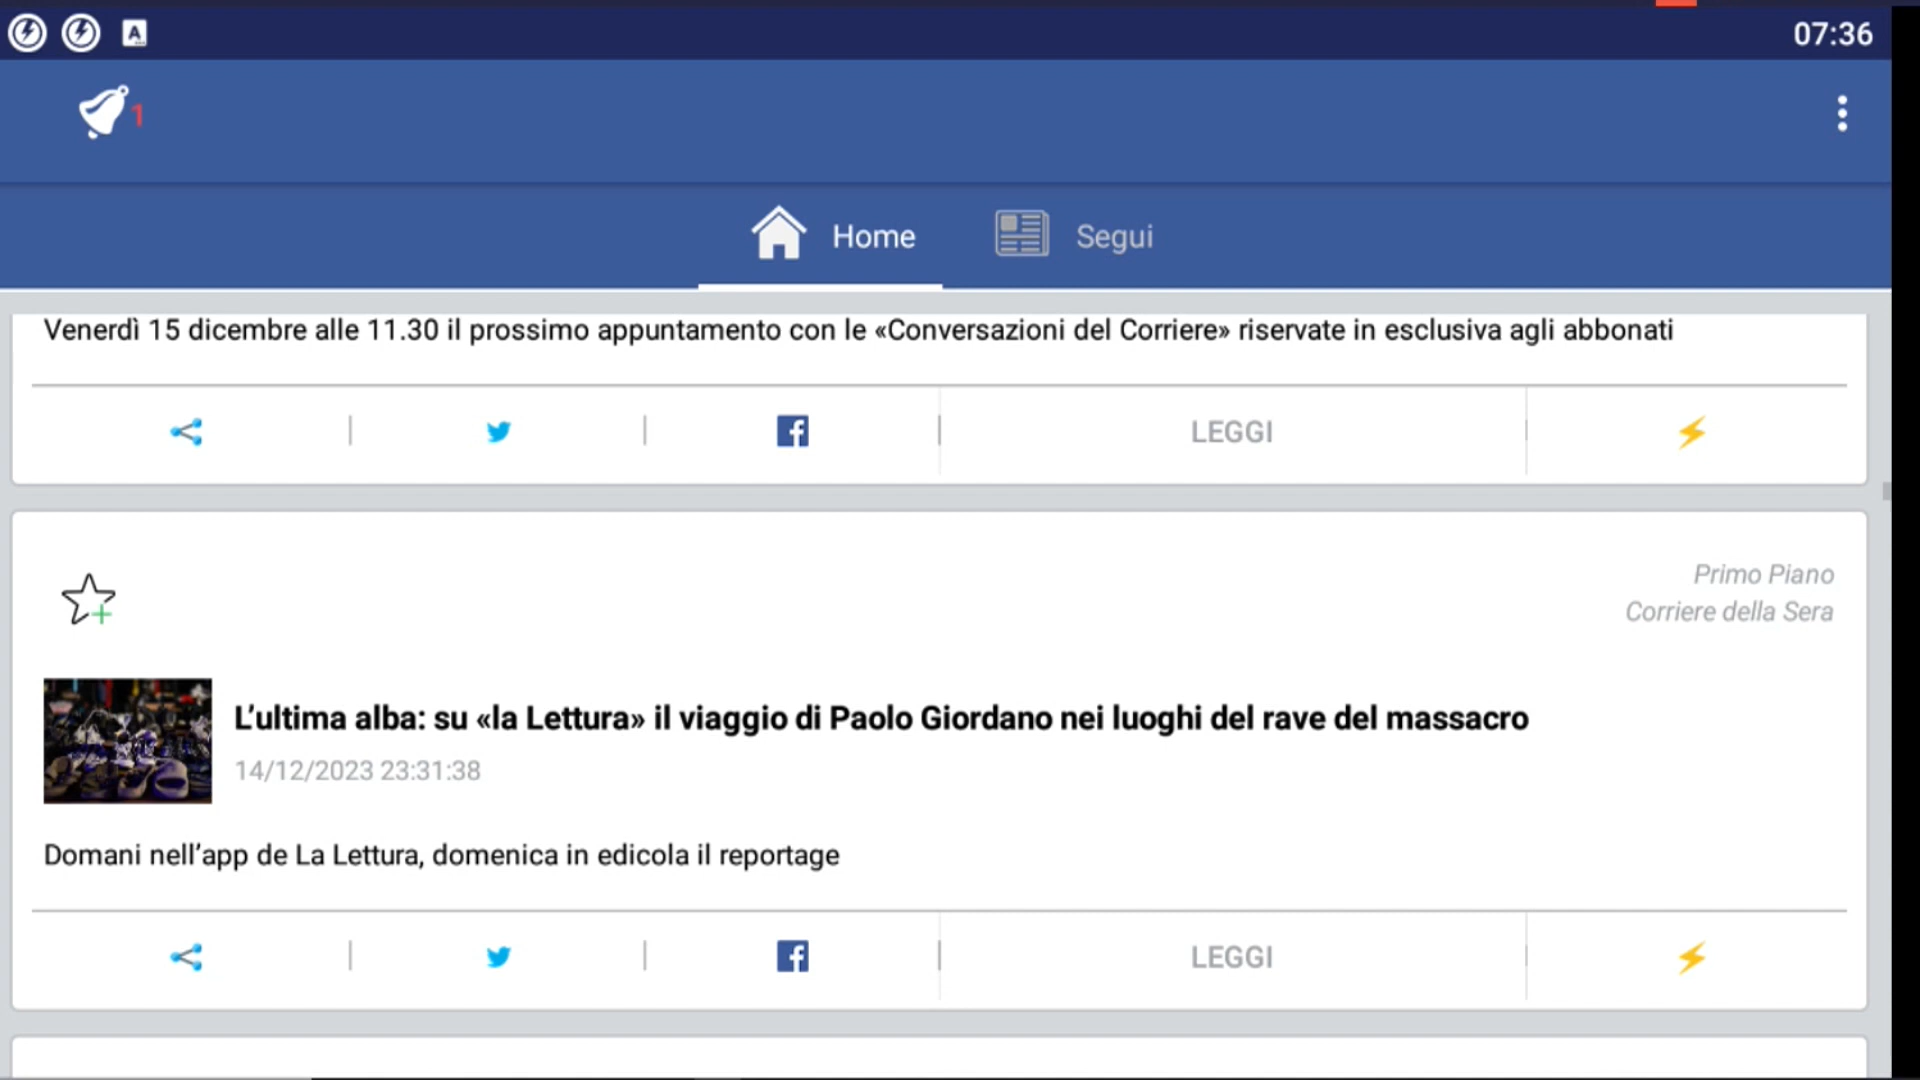 A
07:36
1
Home
Segui
Venerdì 15 dicembre alle 11.30 il prossimo appuntamento con le «Conversazioni del Corriere» riservate in esclusiva agli abbonati
LEGGI
Primo Piano
Corriere della Sera
L’ultima alba: su «la Lettura» il viaggio di Paolo Giordano nei luoghi del rave del massacro
14/12/2023 23:31:38
Domani nell’app de La Lettura, domenica in edicola il reportage
LEGGI